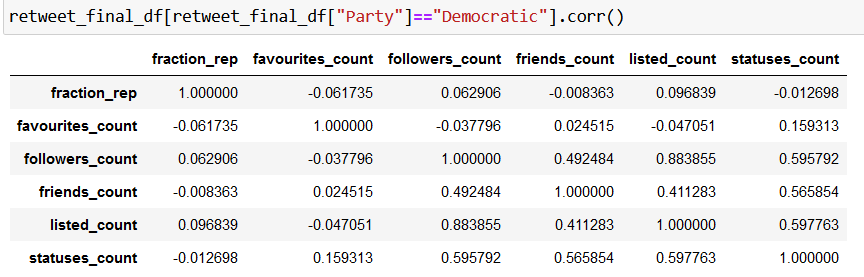 retweet_final_df[retweet_final_df["Party"]=="Democratic"].corr()
fraction_rep favourites_count followers_count friends_count listed_count statuses_count
fraction_rep 1.000000 -0.061735 0.062906 -0.008363 0.096839 -0.012698
favourites_count -0.061735 1.000000 -0.037796 0.024515 -0.047051 0.159313
followers_count 0.062906 -0.037796 1.000000 0.492484 0.883855 0.595792
friends_count -0.008363 0.024515 0.492484 1.000000 0.411283 0.565854
listed_count 0.096839 -0.047051 0.883855 0.411283 1.000000 0.597763
statuses_count -0.012698 0.159313 0.595792 0.565854 0.597763 1.000000